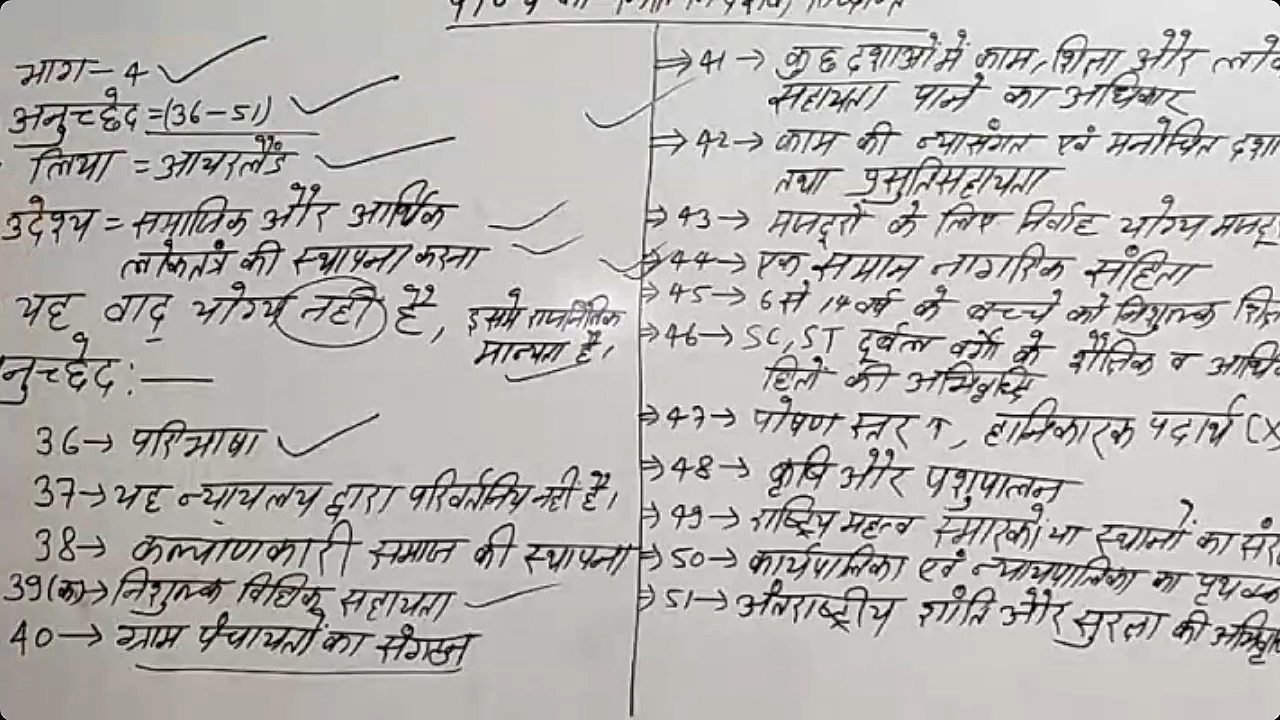 भाग-4
अनुच्छेद=(36-51)
लिया = आयरलैंड
उदेश्य = समाजिक और आर्थिक
लोकतंत्र की स्थापना करना
यह वाद योग्य नही है, इसमे राजनितिक
मान्यता है।
नुच्छेद:—
36→ परिभाषा
37→ यह न्यायलय द्वारा परिवर्तनिय नही है।
38→ कल्याणकारी समाज की स्थापना
39(क)→ निशुल्क विधिक सहायता
40→ ग्राम पंचायतों का संगठन
⇒41→ कुछ दशाओं में काम, शिक्षा और
सहायता पाने का अधिकार
⇒42→ काम की न्यासंगत एवं मनोचित दशा
तथा प्रसुतिसहायता
⇒43→ मजदूरों के लिए निर्वाह योग्य
⇒44→ एक समान नागरिक संहिता
⇒45→ 6 से 14 वर्ष के बच्चे को निशुल्क
⇒46→ SC, ST दुर्बल वर्गो के शैक्षिक व
हितो की अभिवृद्धि
⇒47→ पोषण स्तर ↑, हानिकारक पदार्थ (X
⇒48→ कृषि और पशुपालन
⇒49→ राष्ट्रिय महत्व स्मारको या स्थानों का
⇒50→ कार्यपालिका एवं न्यायपालिका का
⇒51→ अंतराष्ट्रीय शांति और सुरक्षा की